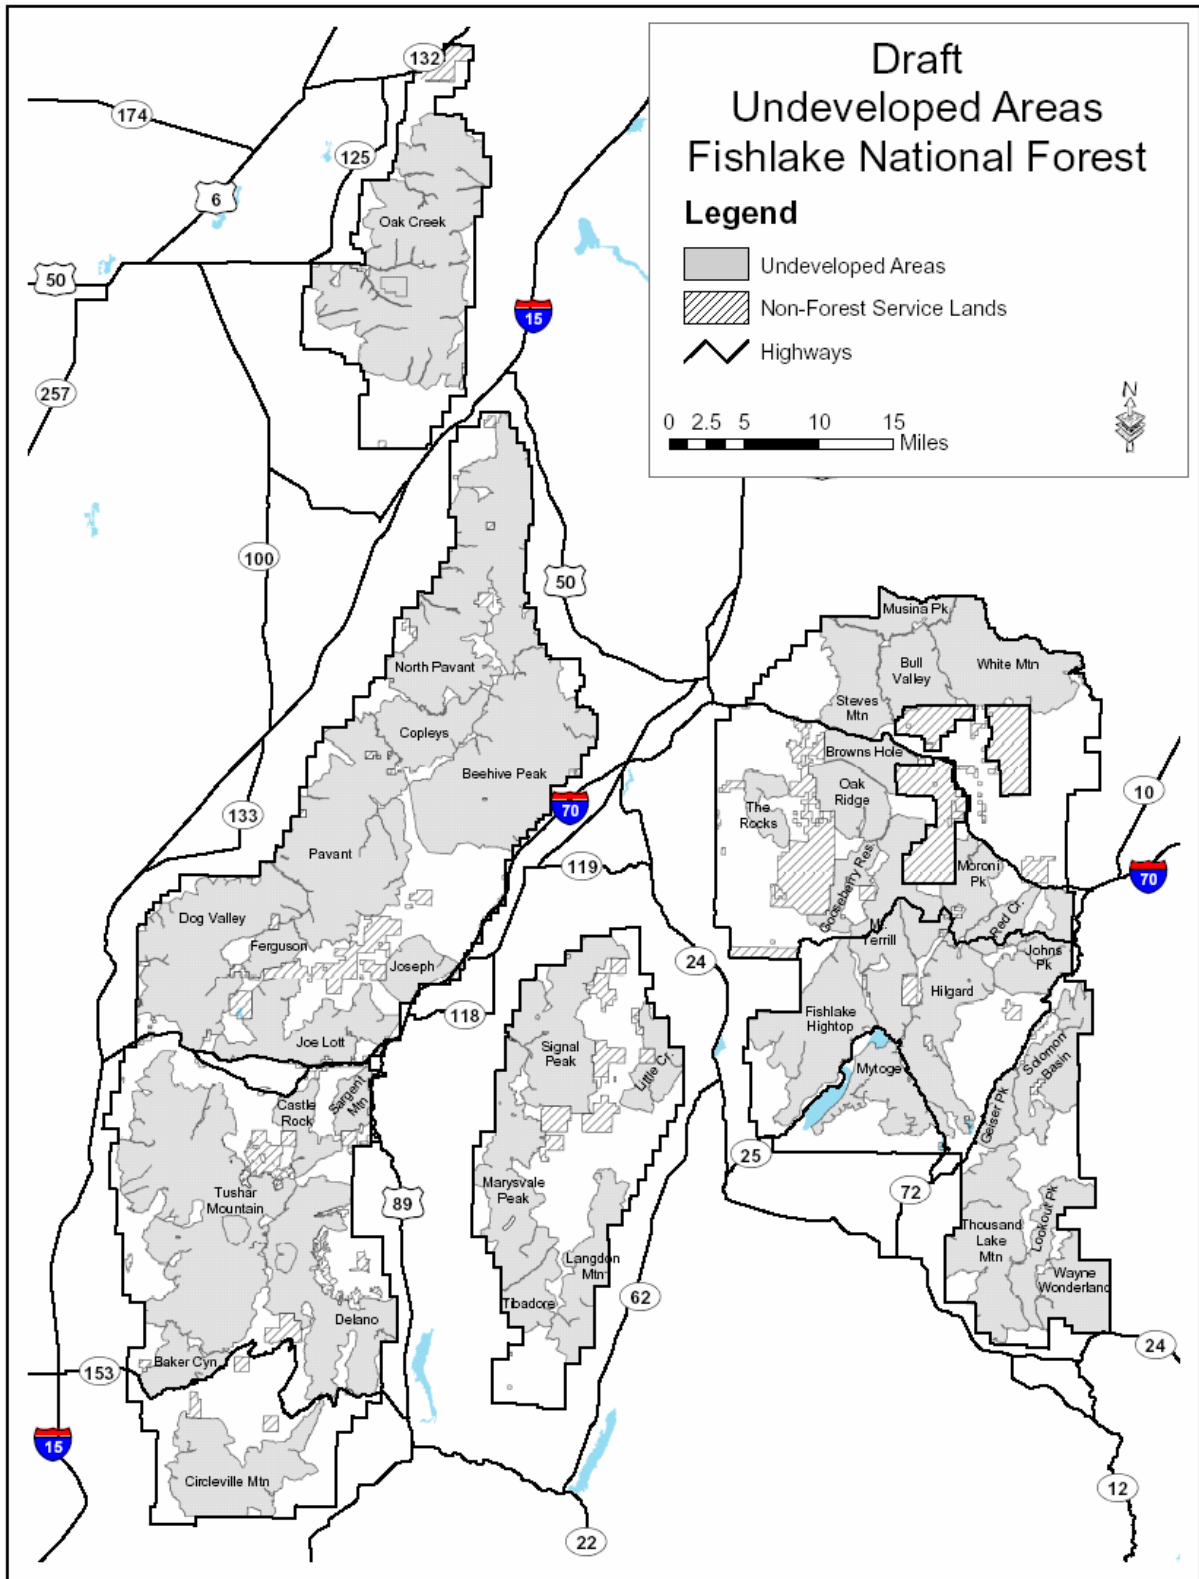 Draft
Undeveloped Areas
Fishlake National Forest
Legend
Undeveloped Areas
Non-Forest Service Lands
Highways
N
0 2.5 5 10 15
Miles
132
174
125
6
Oak Creek
50
15
257
100
50
Musina Pk
North Pavant
Bull
Valley
White Mtn
Steves
Mtn
Copleys
Browns Hole
Beehive Peak
Oak
Ridge
The
Rocks
10
70
133
Pavant
119
Gooseberry Res.
Moroni
Pk
70
Dog Valley
Red Cr.
Mt.
Terrill
Ferguson
Joseph
24
Johns
Pk
Hilgard
118
Fishlake
Hightop
Joe Lott
Signal
Peak
Little Cr.
Mytoge
Solomon
Basin
Castle
Rock
Sargent
Mtn
Geiser Pk
25
Marysvale
Peak
72
Tushar
Mountain
89
Lookout Pk
Thousand
Lake
Mtn
Langdon
Mtn
Wayne
Wonderland
62
Tibadore
Delano
24
Baker Cyn
153
15
Circleville Mtn
12
22